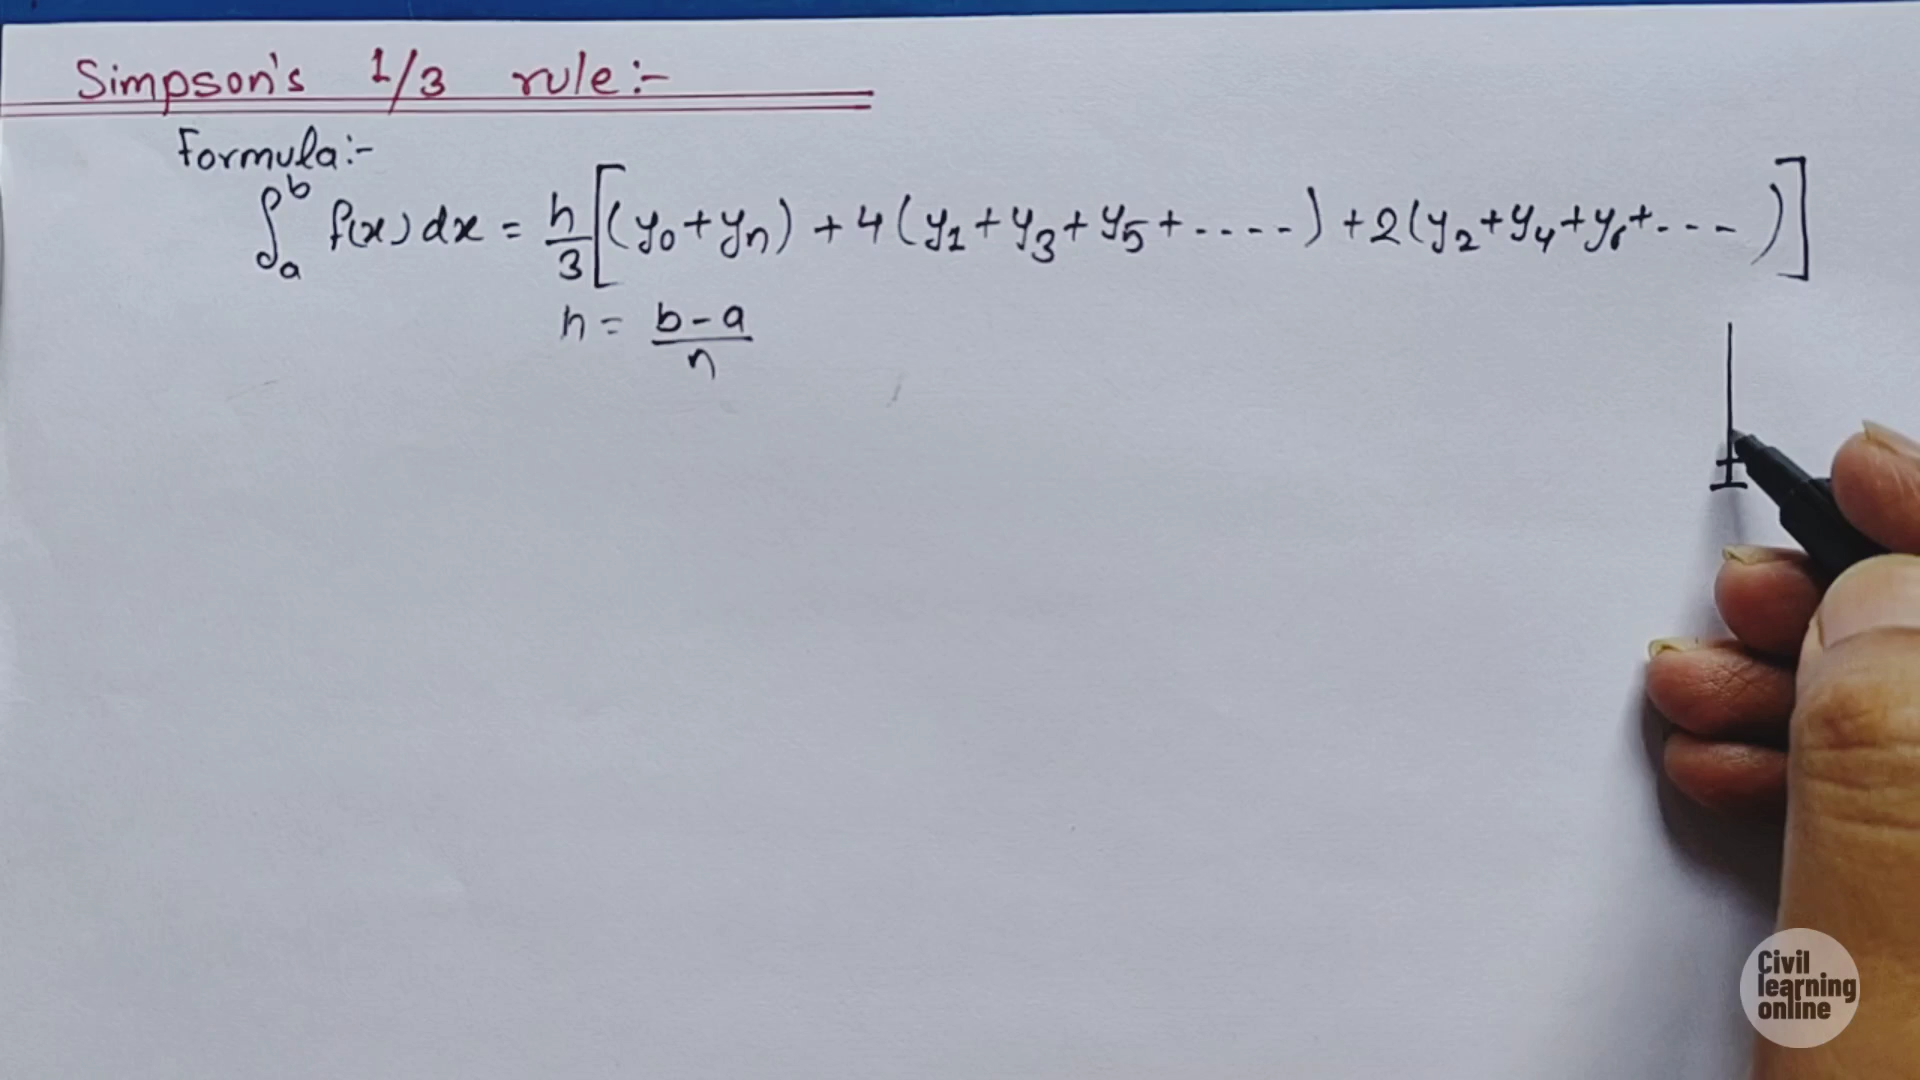 Simpson's 1/3 rule:-
Formula:-
∫ₐᵇ f(x) dx = h/3 [(y₀+yₙ) + 4(y₁+y₃+y₅+....) + 2(y₂+y₄+y₆+---)]
h = b-a/n
Civil
learning
online